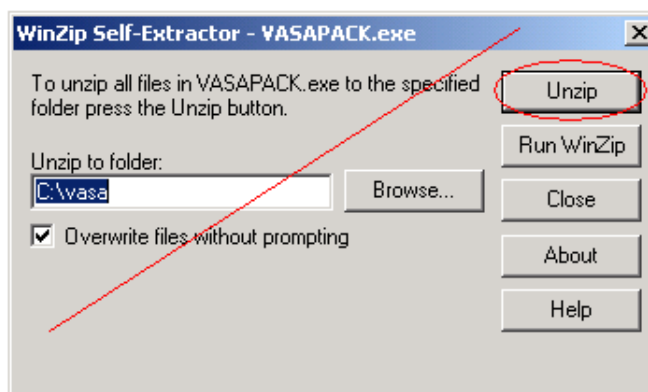 WinZip Self-Extractor - VASAPACK.exe
To unzip all files in VASAPACK.exe to the specified
folder press the Unzip button.
Unzip to folder:
C:\vasa
Browse...
Overwrite files without prompting
Unzip
Run WinZip
Close
About
Help